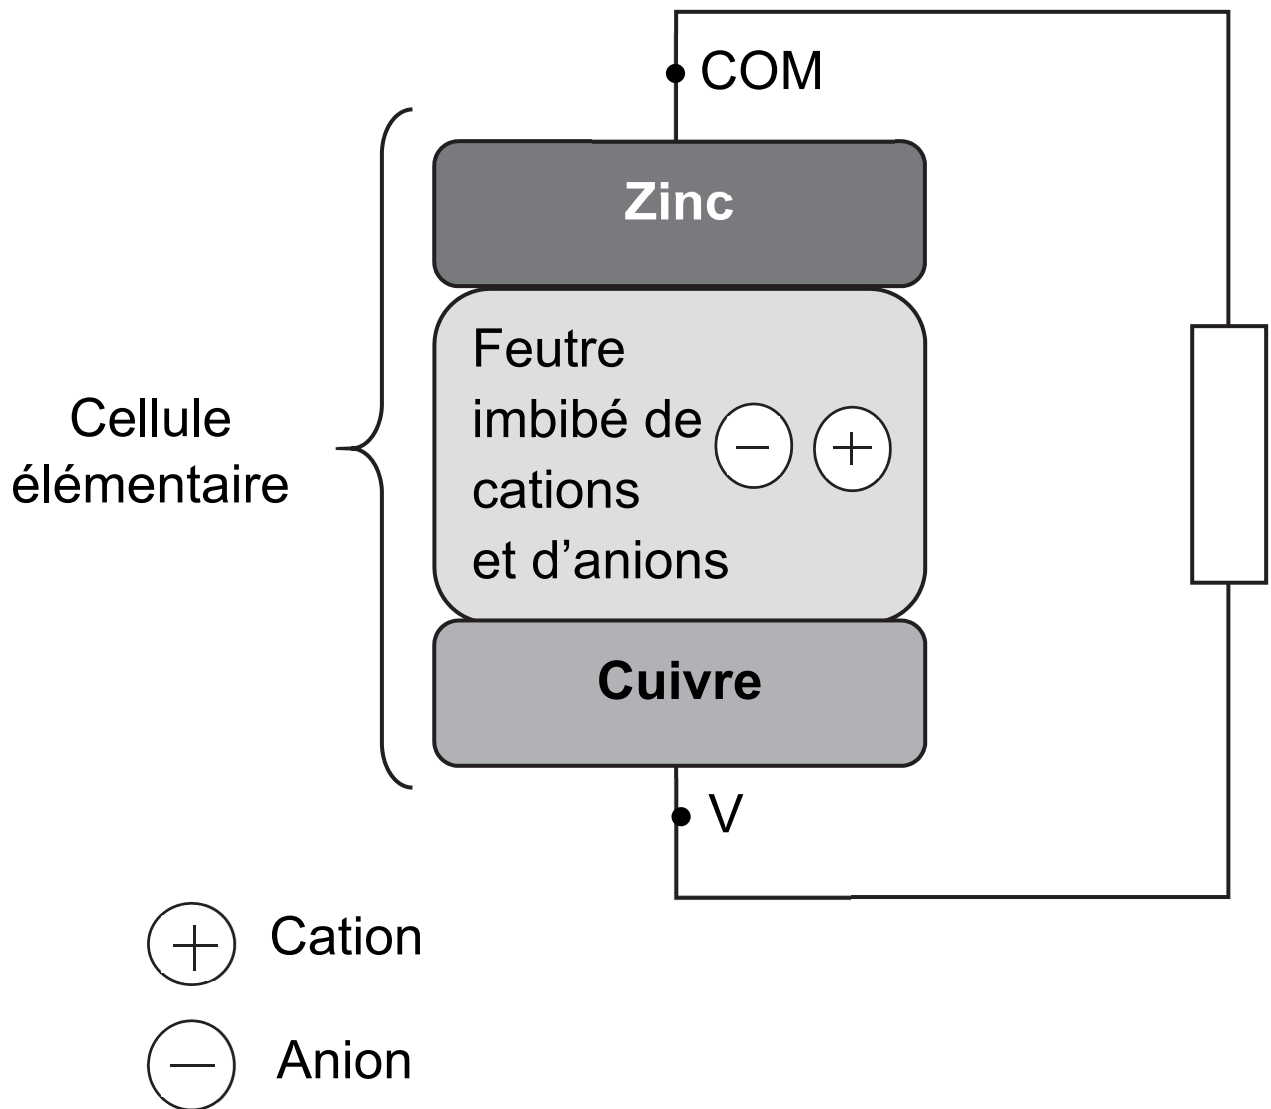 COM
Zinc
Feutre
imbibé de
cations
et d'anions
− +
Cellule
élémentaire
Cuivre
V
+ Cation
− Anion